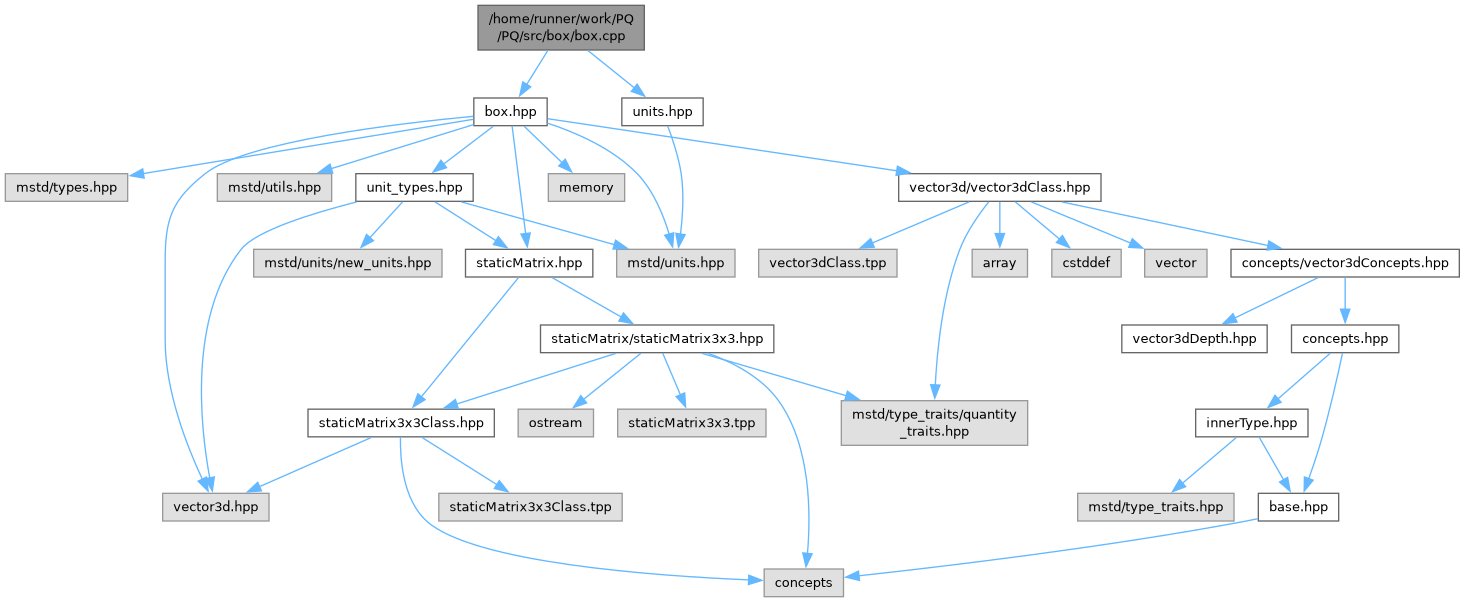 /home/runner/work/PQ
/PQ/src/box/box.cpp
box.hpp
units.hpp
mstd/types.hpp
mstd/utils.hpp
unit_types.hpp
memory
vector3d/vector3dClass.hpp
mstd/units/new_units.hpp
staticMatrix.hpp
mstd/units.hpp
vector3dClass.tpp
array
cstddef
vector
concepts/vector3dConcepts.hpp
staticMatrix/staticMatrix3x3.hpp
vector3dDepth.hpp
concepts.hpp
staticMatrix3x3Class.hpp
ostream
staticMatrix3x3.tpp
mstd/type_traits/quantity
_traits.hpp
innerType.hpp
vector3d.hpp
staticMatrix3x3Class.tpp
mstd/type_traits.hpp
base.hpp
concepts